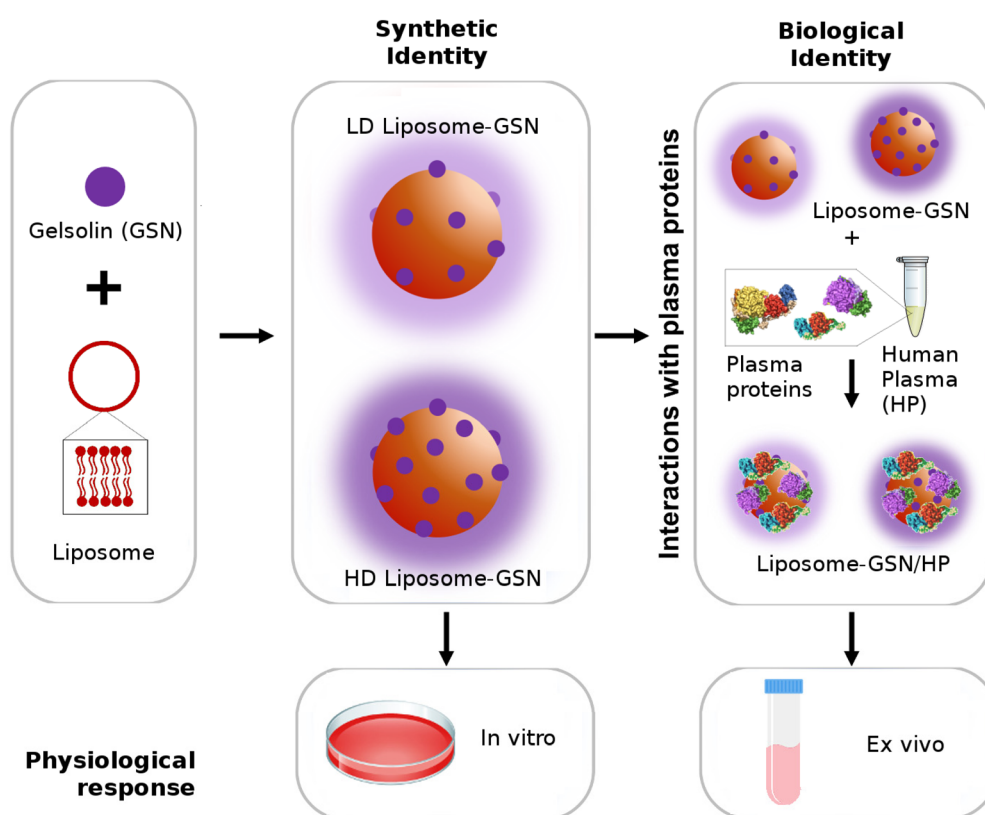 Synthetic
Identity
Biological
Identity
Gelsolin (GSN)
Liposome
LD Liposome-GSN
HD Liposome-GSN
Interactions with plasma proteins
Liposome-GSN
+
Plasma
proteins
Human
Plasma
(HP)
Liposome-GSN/HP
Physiological
response
In vitro
Ex vivo